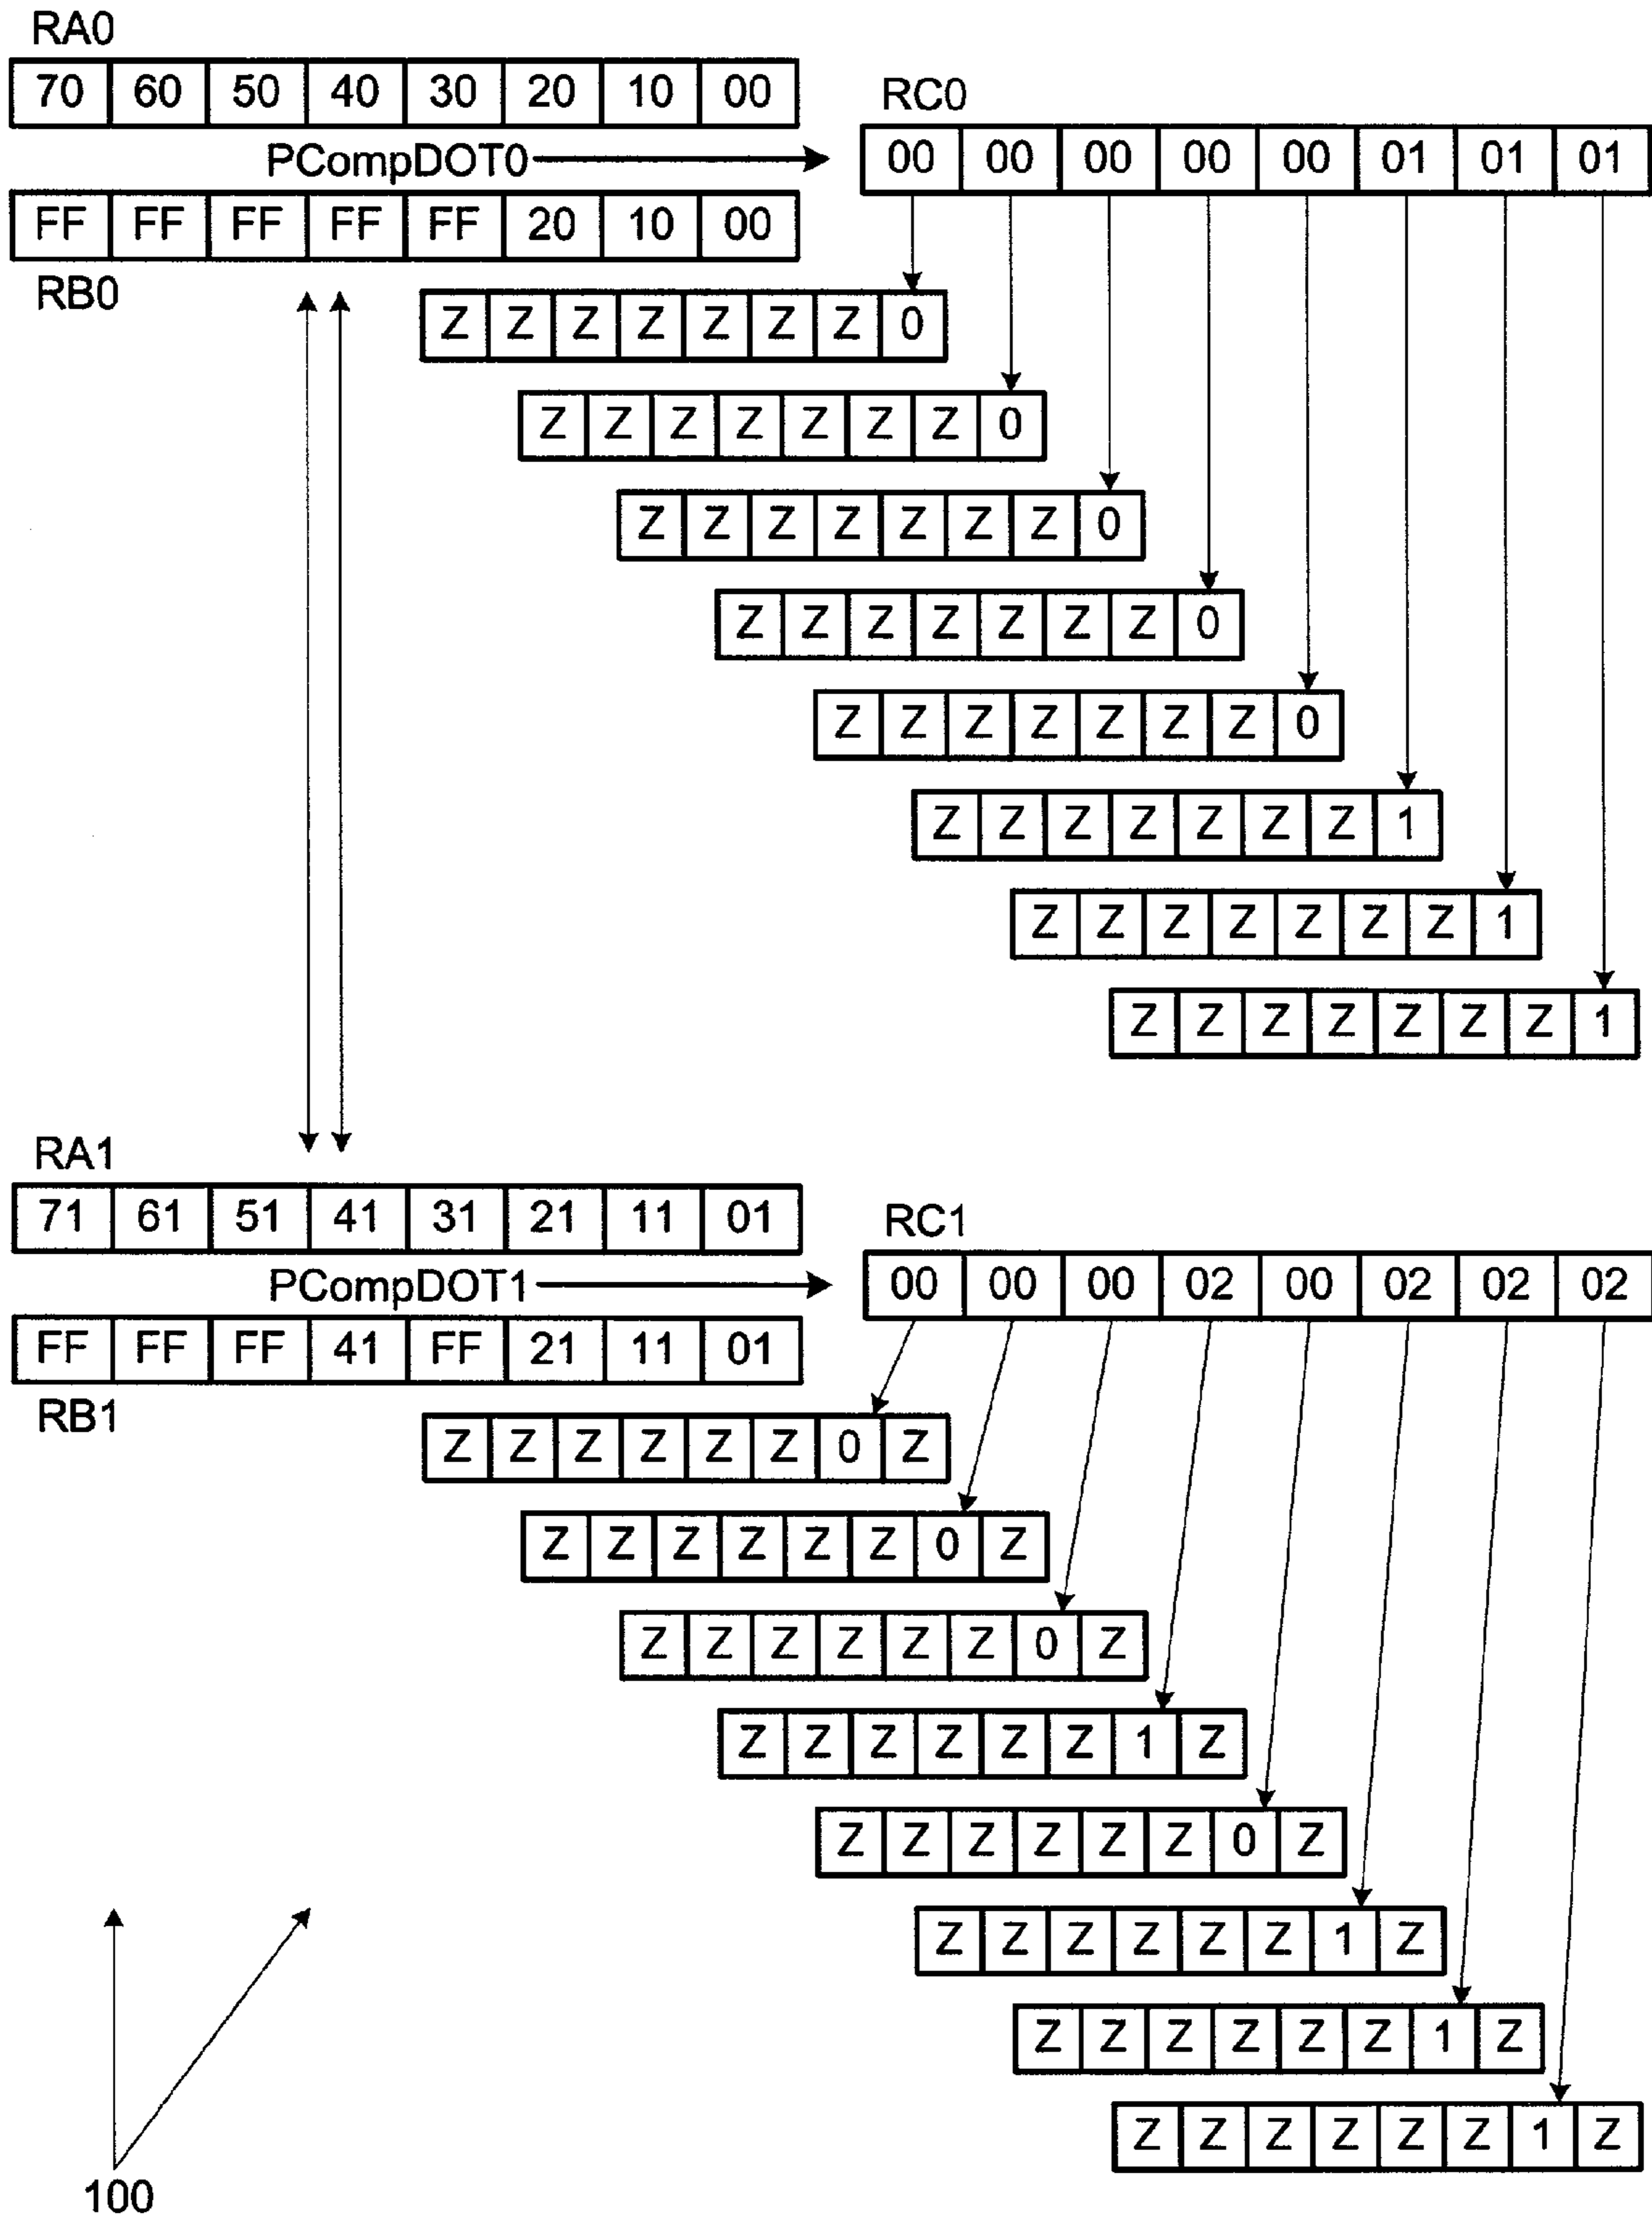 RA0
70 60 50 40 30 20 10 00
RC0
PCompDOT0
00 00 00 00 00 01 01 01
FF FF FF FF FF 20 10 00
RB0
Z Z Z Z Z Z Z 0
Z Z Z Z Z Z Z 0
Z Z Z Z Z Z Z 0
Z Z Z Z Z Z Z 0
Z Z Z Z Z Z Z 0
Z Z Z Z Z Z Z 1
Z Z Z Z Z Z Z 1
Z Z Z Z Z Z Z 1
RA1
71 61 51 41 31 21 11 01
RC1
PCompDOT1
00 00 00 02 00 02 02 02
FF FF FF 41 FF 21 11 01
RB1
Z Z Z Z Z Z 0 Z
Z Z Z Z Z Z 0 Z
Z Z Z Z Z Z 0 Z
Z Z Z Z Z Z 1 Z
Z Z Z Z Z Z 0 Z
Z Z Z Z Z Z 1 Z
Z Z Z Z Z Z 1 Z
Z Z Z Z Z Z 1 Z
100